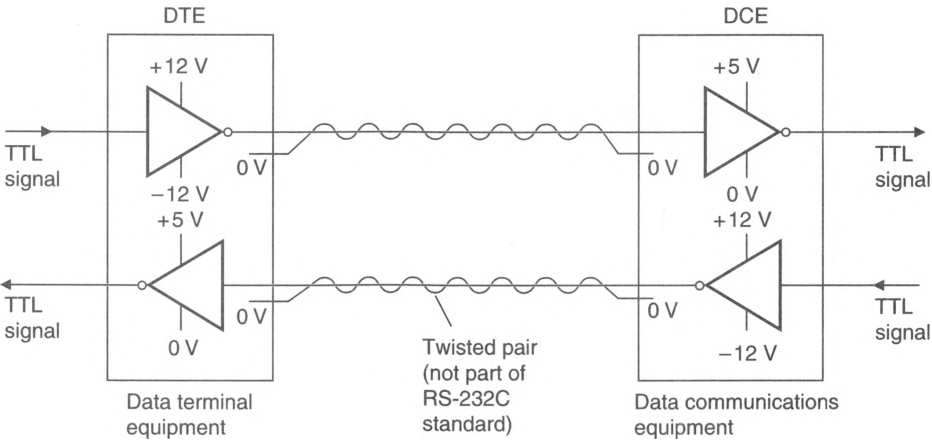 DTE
DCE
+12 V
+5 V
TTL
signal
0 V
0 V
TTL
signal
−12 V
0 V
+5 V
+12 V
TTL
signal
0 V
0 V
TTL
signal
0 V
−12 V
Twisted pair
(not part of
RS-232C
standard)
Data terminal
equipment
Data communications
equipment